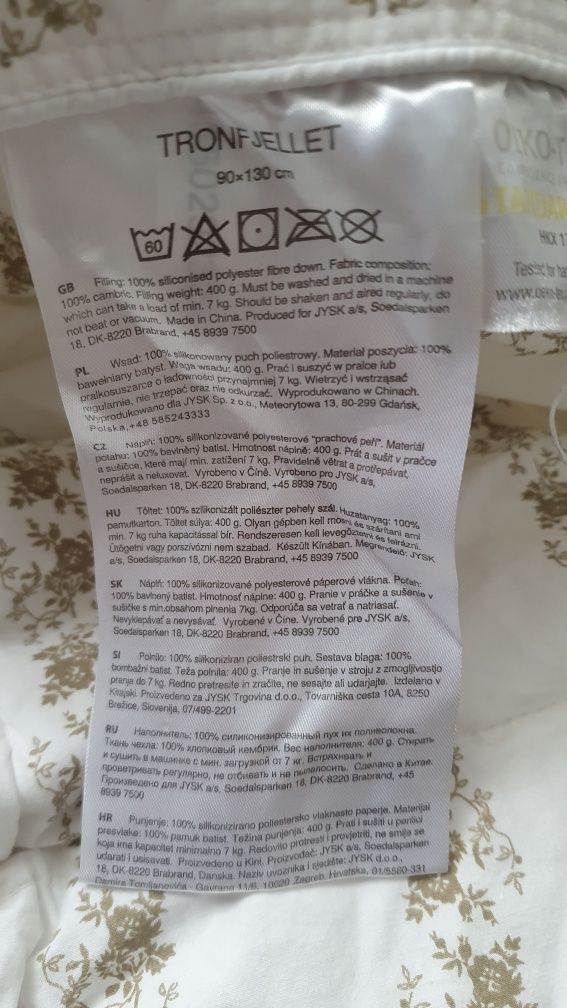 TRONFJELLET
90×130 cm
60
GB Filling: 100% siliconised polyester fibre down. Fabric composition:
100% cambric. Filling weight: 400 g. Must be washed and dried in a machine
which can take a load of min. 7 kg. Should be shaken and aired regularly, do
not beat or vacuum. Made in China. Produced for JYSK a/s, Soedalsparken
18, DK-8220 Brabrand, +45 8939 7500
PL Wsad: 100% silikonowany puch poliestrowy. Materiał poszycia: 100%
bawełniany batyst. Waga wsadu: 400 g. Prać i suszyć w pralce lub
pralkosuszarce o ładowności przynajmniej 7 kg. Wietrzyć i wstrząsać
regularnie, nie trzepać oraz nie odkurzać. Wyprodukowano w Chinach.
Wyprodukowano dla JYSK Sp. z o.o., Meteorytowa 13, 80-299 Gdańsk,
Polska,+48 585243333
CZ Náplň: 100% silikonizované polyesterové "prachové peří". Materiál
potahu: 100% bavlněný batist. Hmotnost náplně: 400 g. Prát a sušit v pračce
a sušičce, které mají min. zatížení 7 kg. Pravidelně větrat a protřepávat,
neprášit a neluxovat. Vyrobeno v Číně. Vyrobeno pro JYSK a/s,
Soedalsparken 18, DK-8220 Brabrand, +45 8939 7500
HU Töltet: 100% szilikonizált poliészter pehely szál. Huzatanyag: 100%
pamutkarton. Töltet súlya: 400 g. Olyan gépben kell mosni és szárítani ami
min. 7 kg ruha kapacitással bír. Rendszeresen kell levegőztetni és felrázni.
Ütögetni vagy porszívózni nem szabad. Készült Kínában. Megrendelő: JYSK
a/s, Soedalsparken 18, DK-8220 Brabrand, +45 8939 7500
SK Náplň: 100% silikonizované polyesterové páperové vlákna. Poťah:
100% bavlnený batist. Hmotnosť náplne: 400 g. Pranie v práčke a sušenie v
sušičke s min.obsahom plnenia 7kg. Odporúča sa vetrať a natriasať.
Nevyklepávať a nevysávať. Vyrobené v Číne. Vyrobené pre JYSK a/s,
Soedalsparken 18, DK-8220 Brabrand, +45 8939 7500
SI Polnilo: 100% silikoniziran poliestrski puh. Sestava blaga: 100%
bombažni batist. Teža polnila: 400 g. Pranje in sušenje v stroju z zmogljivostjo
pranja do 7 kg. Redno pretresite in zračite, ne sesajte ali udarjajte. Izdelano v
Kitajski. Proizvedeno za JYSK Trgovina d.o.o., Tovarniška cesta 10A, 8250
Brežice, Slovenija, 07/499-2201
RU Наполнитель: 100% силиконизированный пух их полиеволокна.
Ткань чехла: 100% хлопковый кембрик. Вес наполнителя: 400 g. Стирать
и сушить в машинке с мин. загрузкой от 7 кг. Встряхивать и
проветривать регулярно, не отбивать и не пылесосить. Сделано в Китае.
Произведено для JYSK a/s, Soedalsparken 18, DK-8220 Brabrand, +45
8939 7500
HR Punjenje: 100% silikonizirano poliestersko vlaknasto paperje. Materijal
presvlake: 100% pamuk batist. Težina punjenja: 400 g. Prati i sušiti u perilici
koja ima kapacitet minimalno 7 kg. Redovito protresti i provjetriti, ne smije se
udarati i usisavati. Proizvedeno u Kini. Proizvođač: JYSK a/s, Soedalsparken
18, DK-8220 Brabrand, Danska. Naziv uvoznika i sjedište: JYSK d.o.o.,
Damira Tomljanovića - Gavrana 11/6, 10020 Zagreb, Hrvatska, 01/5560-331
OEKO-T
STANDAR
HKX 17
Tested for ha
www.oeko-